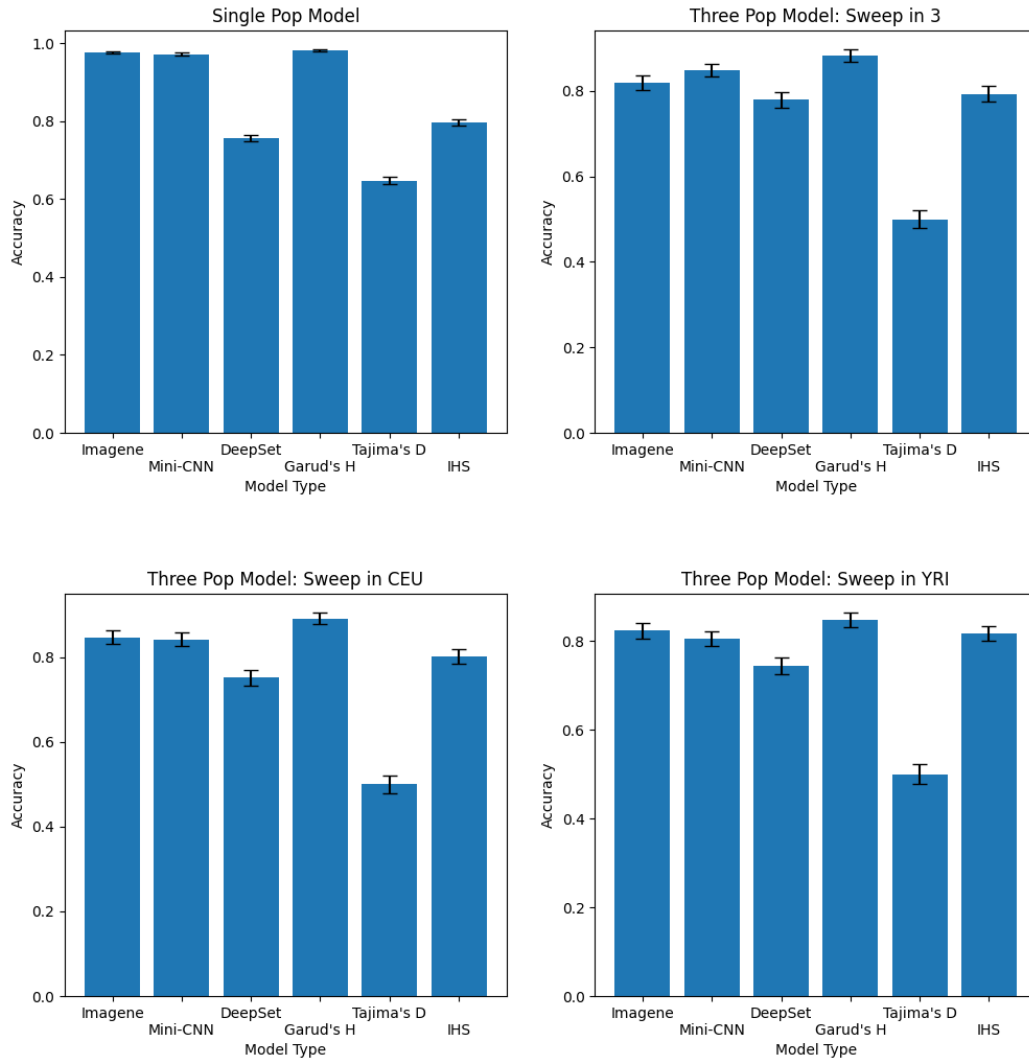 Single Pop Model
Accuracy
1.0
0.8
0.6
0.4
0.2
0.0
Imagene Mini-CNN DeepSet Garud's H Tajima's D IHS
Model Type
Three Pop Model: Sweep in 3
Accuracy
0.8
0.6
0.4
0.2
0.0
Imagene Mini-CNN DeepSet Garud's H Tajima's D IHS
Model Type
Three Pop Model: Sweep in CEU
Accuracy
0.8
0.6
0.4
0.2
0.0
Imagene Mini-CNN DeepSet Garud's H Tajima's D IHS
Model Type
Three Pop Model: Sweep in YRI
Accuracy
0.8
0.6
0.4
0.2
0.0
Imagene Mini-CNN DeepSet Garud's H Tajima's D IHS
Model Type